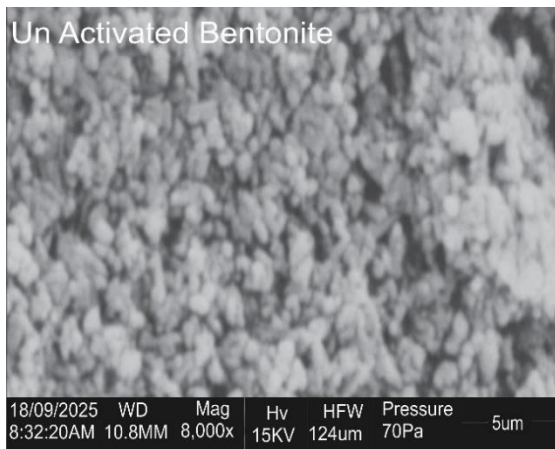 Un Activated Bentonite
18/09/2025 WD Mag Hv HFW Pressure 5um
8:32:20AM 10.8MM 8,000x 15KV 124um 70Pa